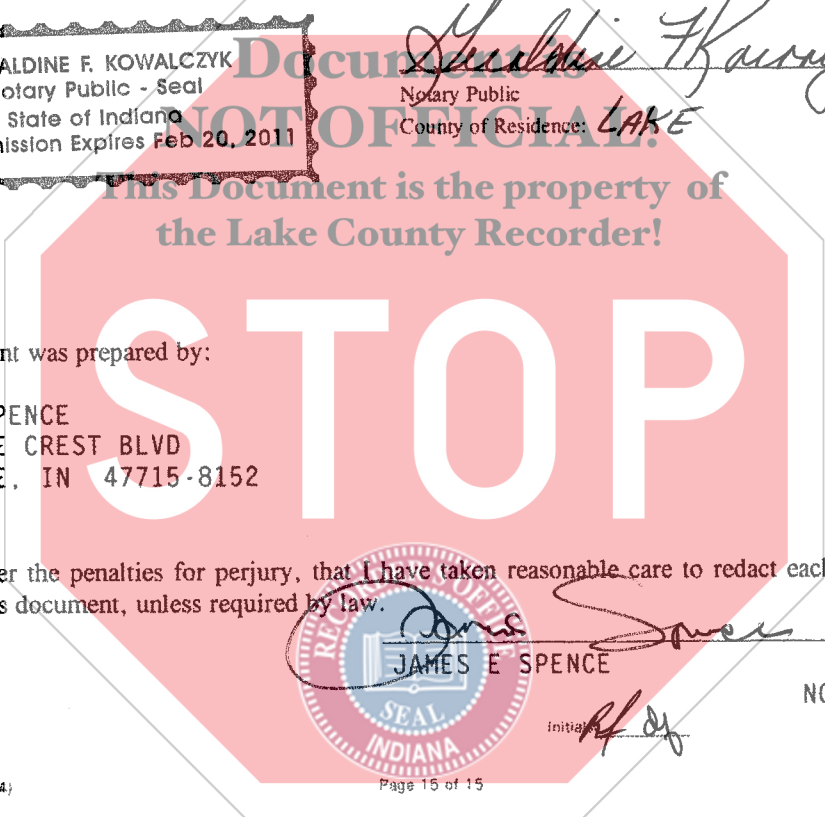 ALDINE F. KOWALCZYK
otary Public - Seal
State of Indiana
ission Expires Feb 20, 2011
Notary Public
County of Residence: LAKE
Document is
NOT OFFICIAL!
This Document is the property of
the Lake County Recorder!
STOP
nt was prepared by:
PENCE
E CREST BLVD
E, IN 47715-8152
er the penalties for perjury, that I have taken reasonable care to redact each
s document, unless required by law.
James Spence
JAMES E SPENCE
SEAL
INDIANA
NO
Initials
Page 15 of 15